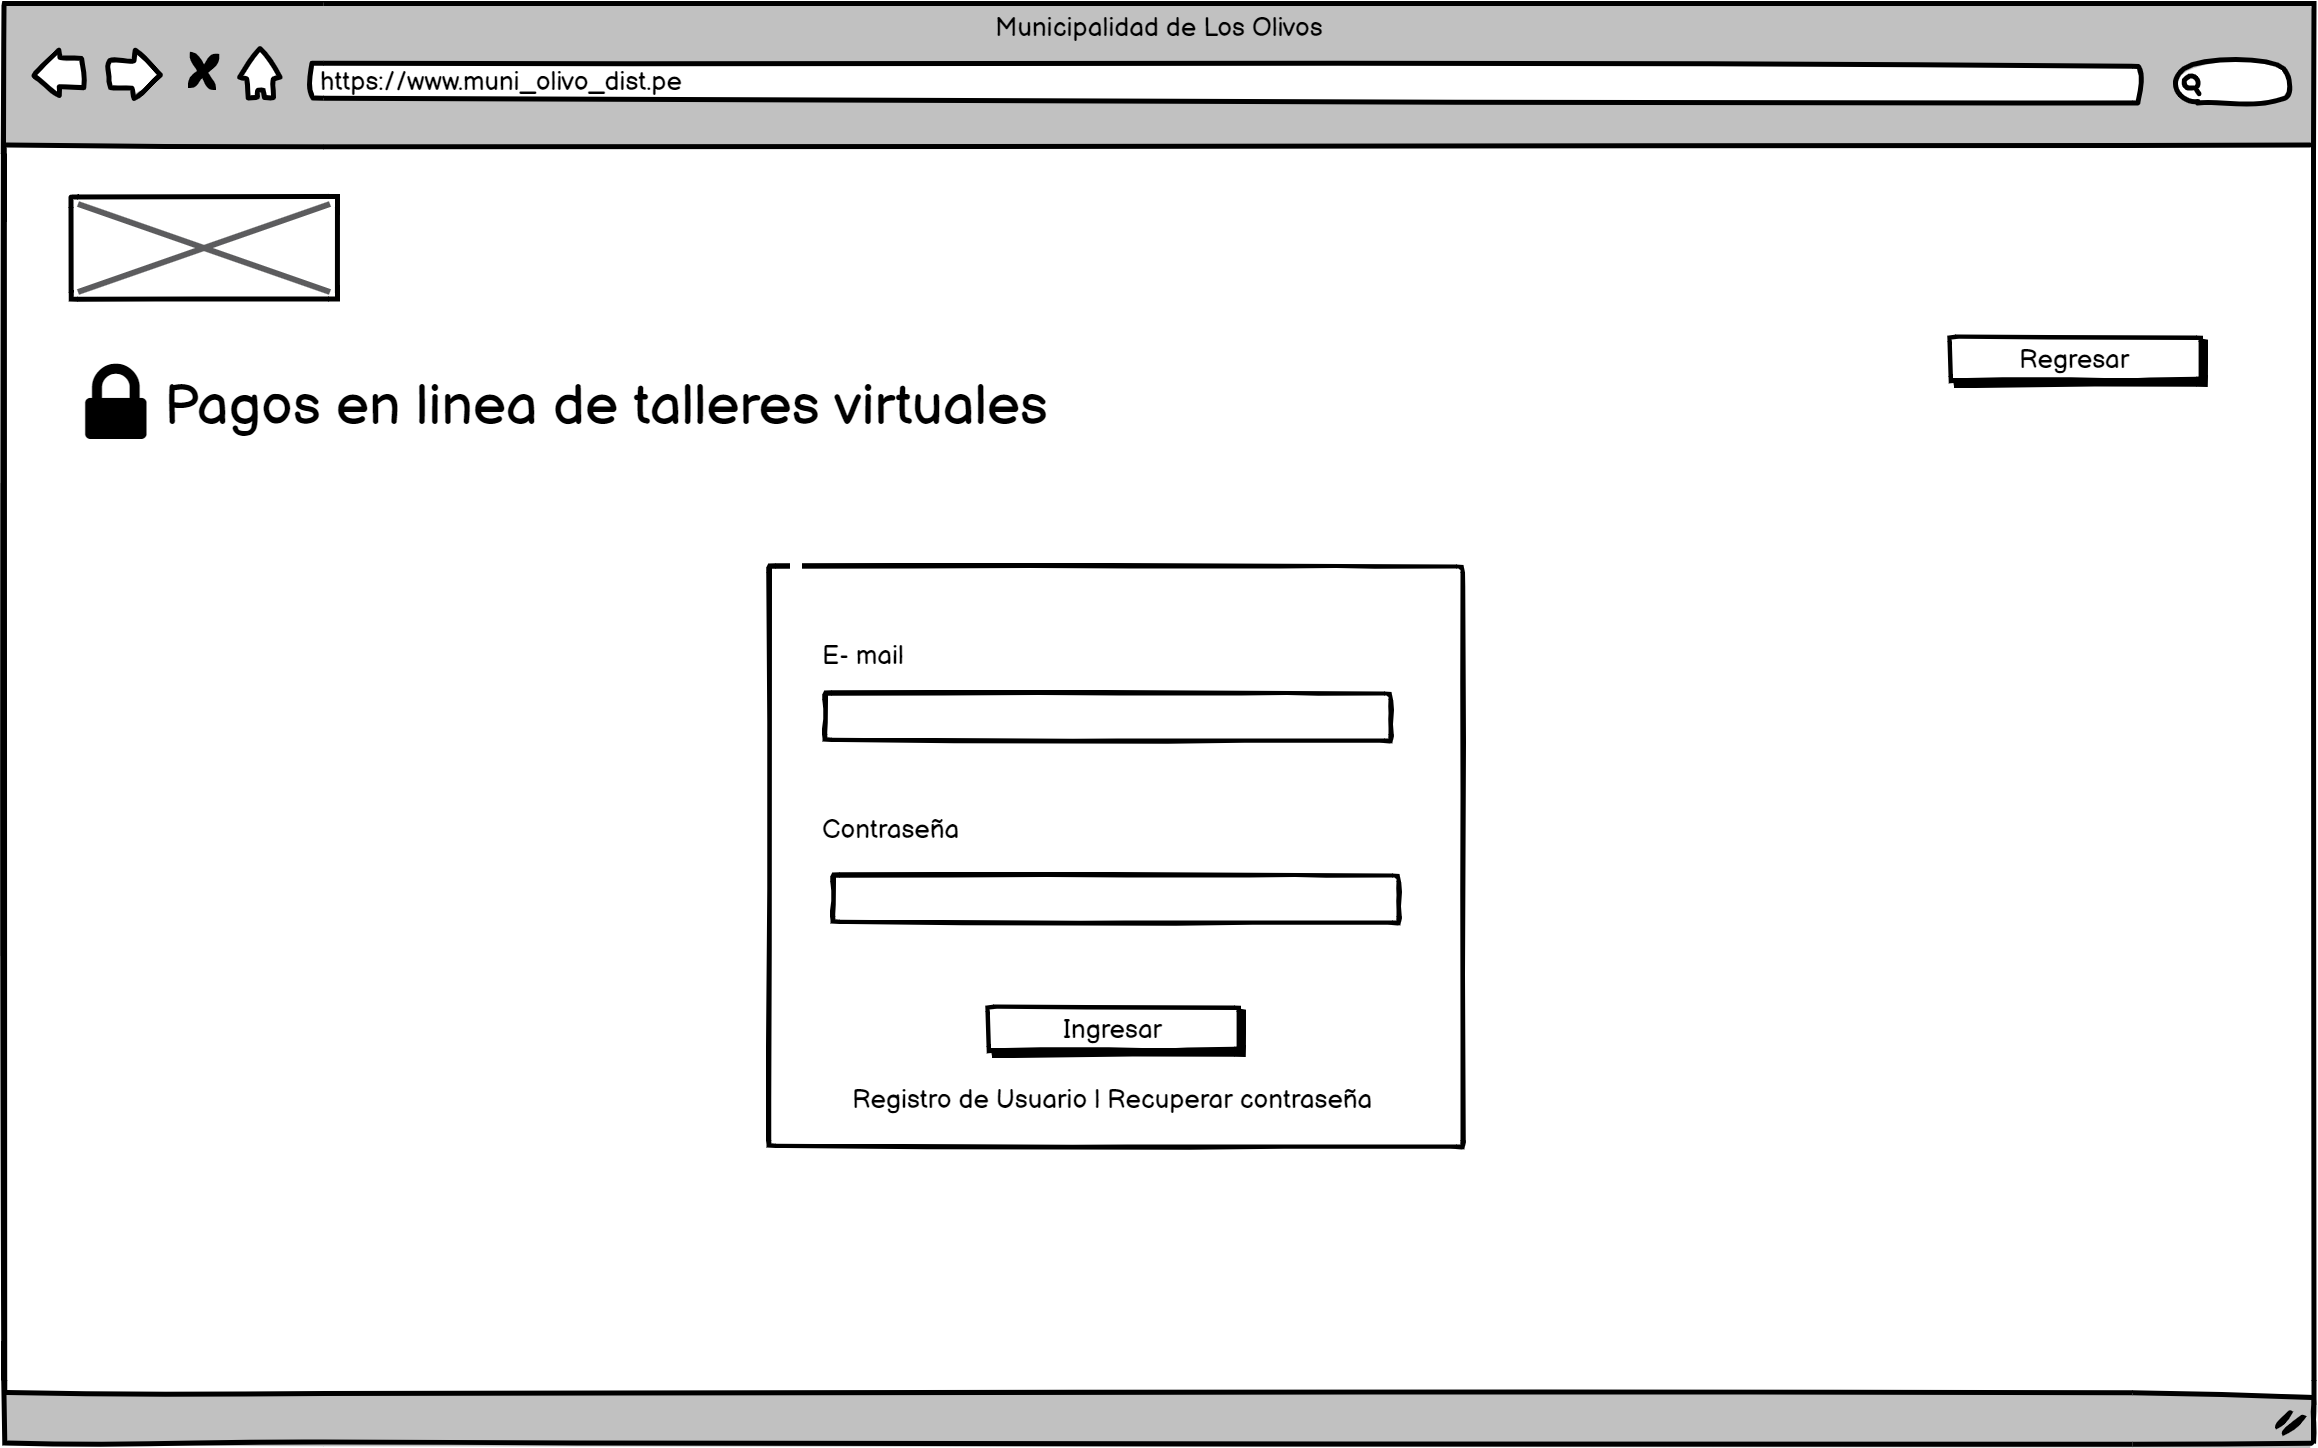 Municipalidad de Los Olivos
https://www.muni_olivo_dist.pe
Regresar
Pagos en linea de talleres virtuales
E- mail
Contraseña
Ingresar
Registro de Usuario | Recuperar contraseña